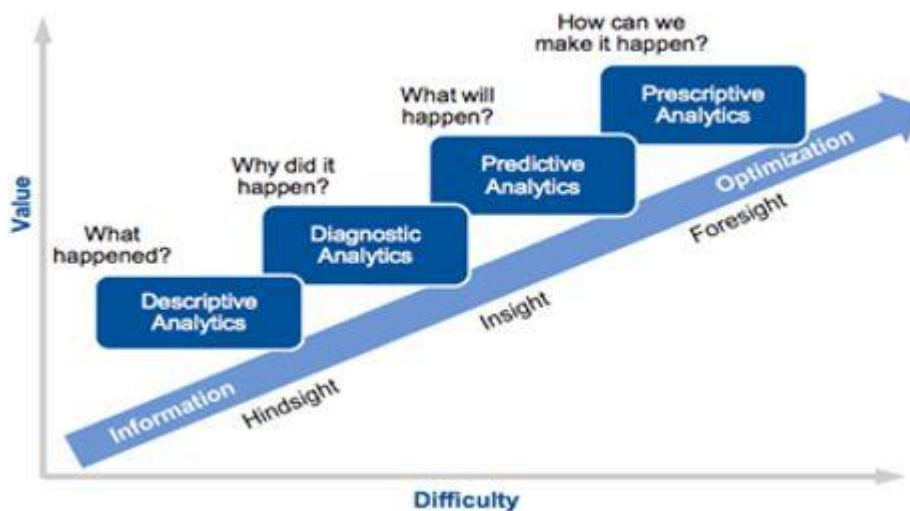 How can we
make it happen?
Prescriptive
Analytics
What will
happen?
Predictive
Analytics
Why did it
happen?
Diagnostic
Analytics
What
happened?
Descriptive
Analytics
Value
Information
Hindsight
Insight
Foresight
Optimization
Difficulty